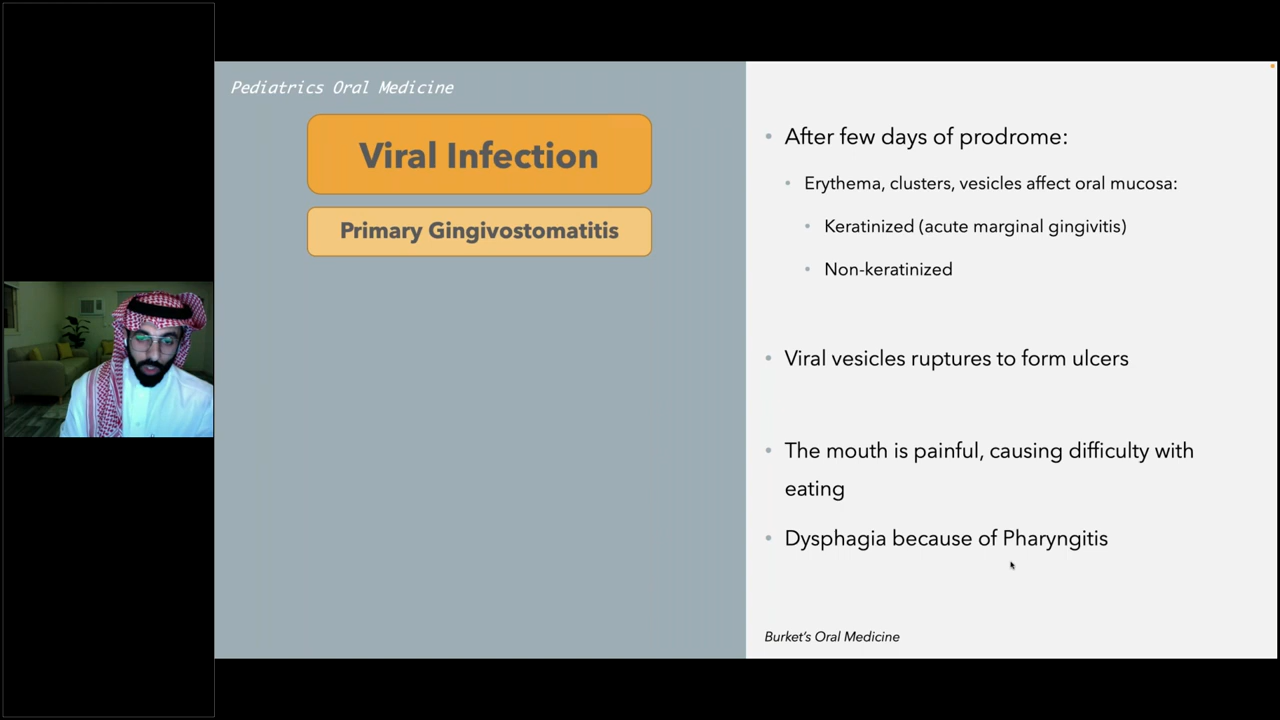 Pediatrics Oral Medicine
Viral Infection
Primary Gingivostomatitis
• After few days of prodrome:
• Erythema, clusters, vesicles affect oral mucosa:
• Keratinized (acute marginal gingivitis)
• Non-keratinized
• Viral vesicles ruptures to form ulcers
• The mouth is painful, causing difficulty with
eating
• Dysphagia because of Pharyngitis
Burket's Oral Medicine